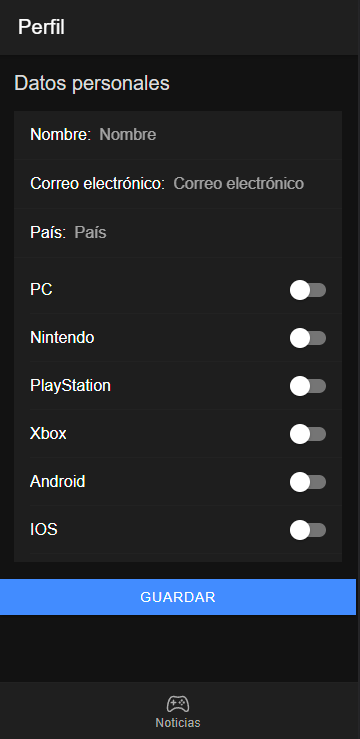 Perfil
Datos personales
Nombre: Nombre
Correo electrónico: Correo electrónico
País: País
PC
Nintendo
PlayStation
Xbox
Android
IOS
GUARDAR
Noticias